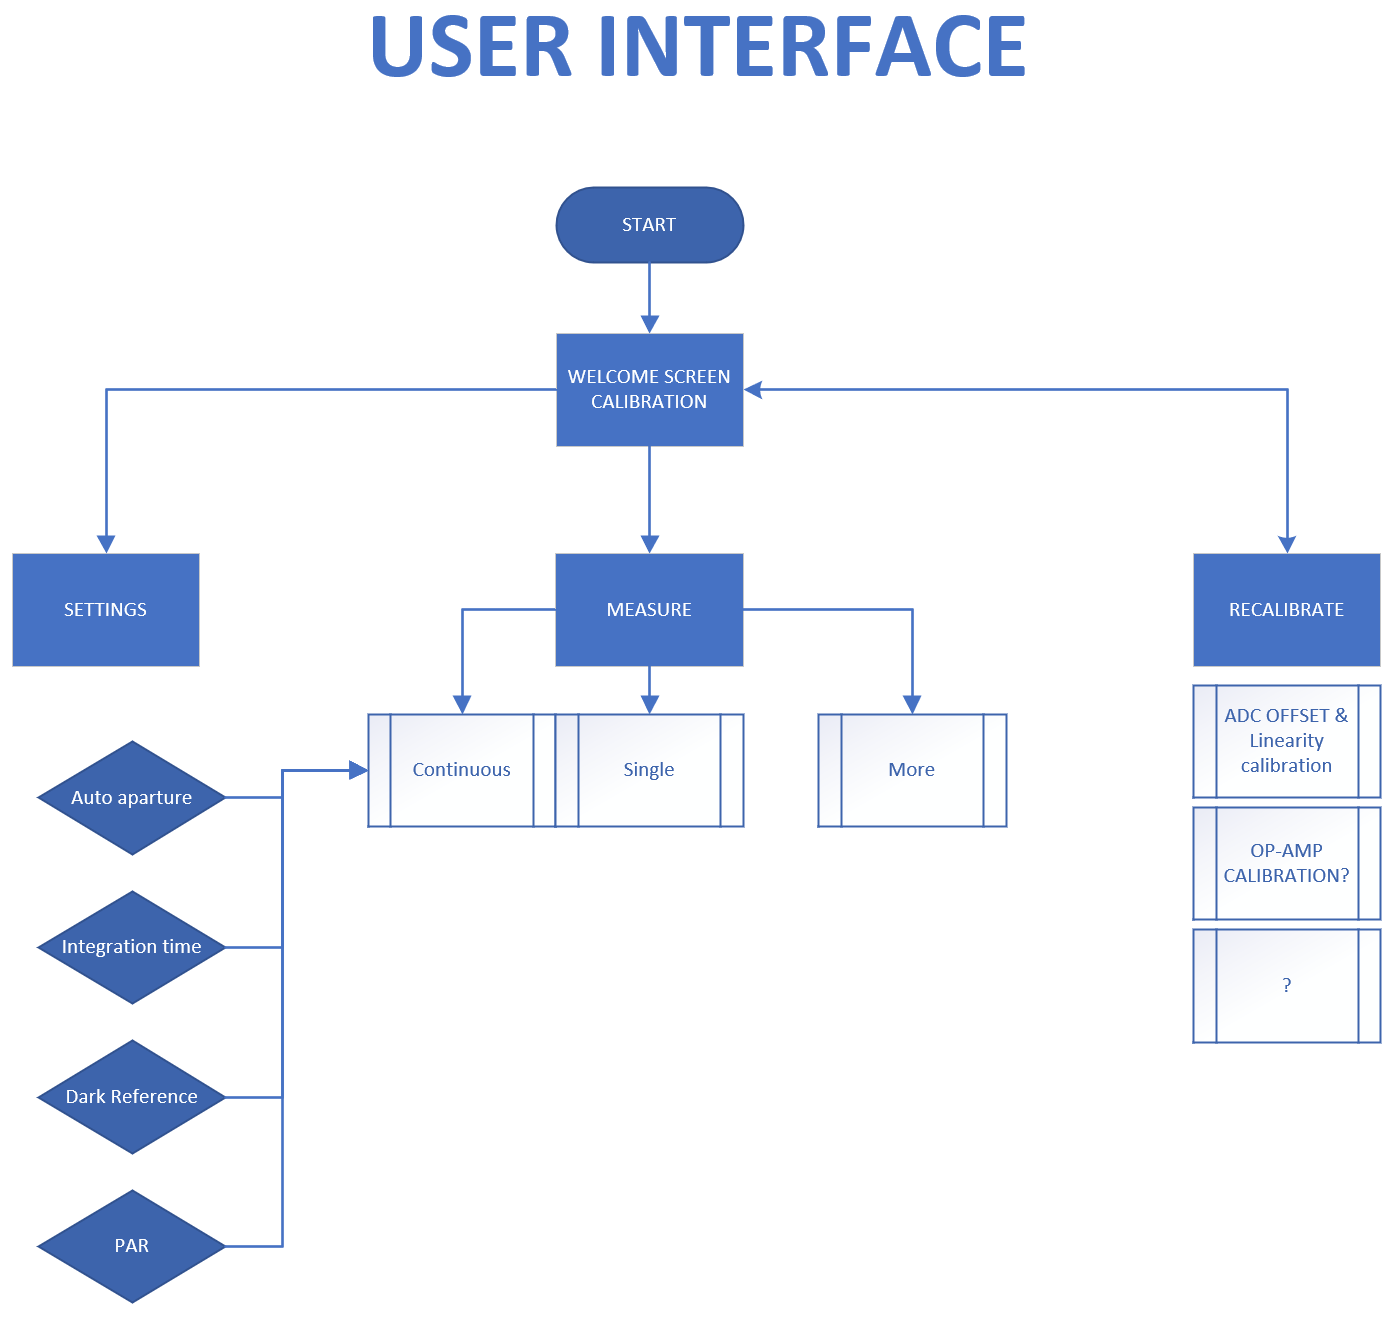 USER INTERFACE
START
WELCOME SCREEN
CALIBRATION
SETTINGS
MEASURE
RECALIBRATE
Continuous
Single
More
ADC OFFSET &
Linearity
calibration
OP-AMP
CALIBRATION?
?
Auto aparture
Integration time
Dark Reference
PAR